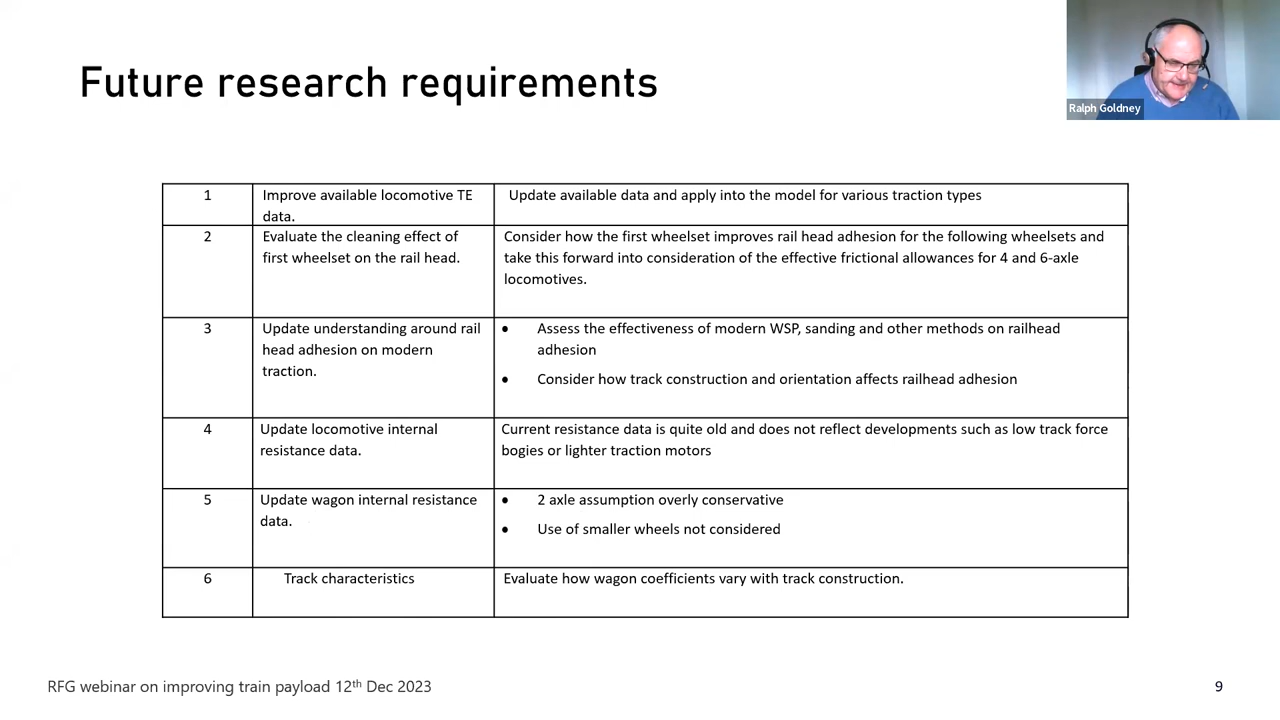 Future research requirements
Ralph Goldney
1
Improve available locomotive TE
data.
Update available data and apply into the model for various traction types
2
Evaluate the cleaning effect of
first wheelset on the rail head.
Consider how the first wheelset improves rail head adhesion for the following wheelsets and
take this forward into consideration of the effective frictional allowances for 4 and 6-axle
locomotives.
3
Update understanding around rail
head adhesion on modern
traction.
• Assess the effectiveness of modern WSP, sanding and other methods on railhead
adhesion
• Consider how track construction and orientation affects railhead adhesion
4
Update locomotive internal
resistance data.
Current resistance data is quite old and does not reflect developments such as low track force
bogies or lighter traction motors
5
Update wagon internal resistance
data.
• 2 axle assumption overly conservative
• Use of smaller wheels not considered
6
Track characteristics
Evaluate how wagon coefficients vary with track construction.
RFG webinar on improving train payload 12th Dec 2023
9